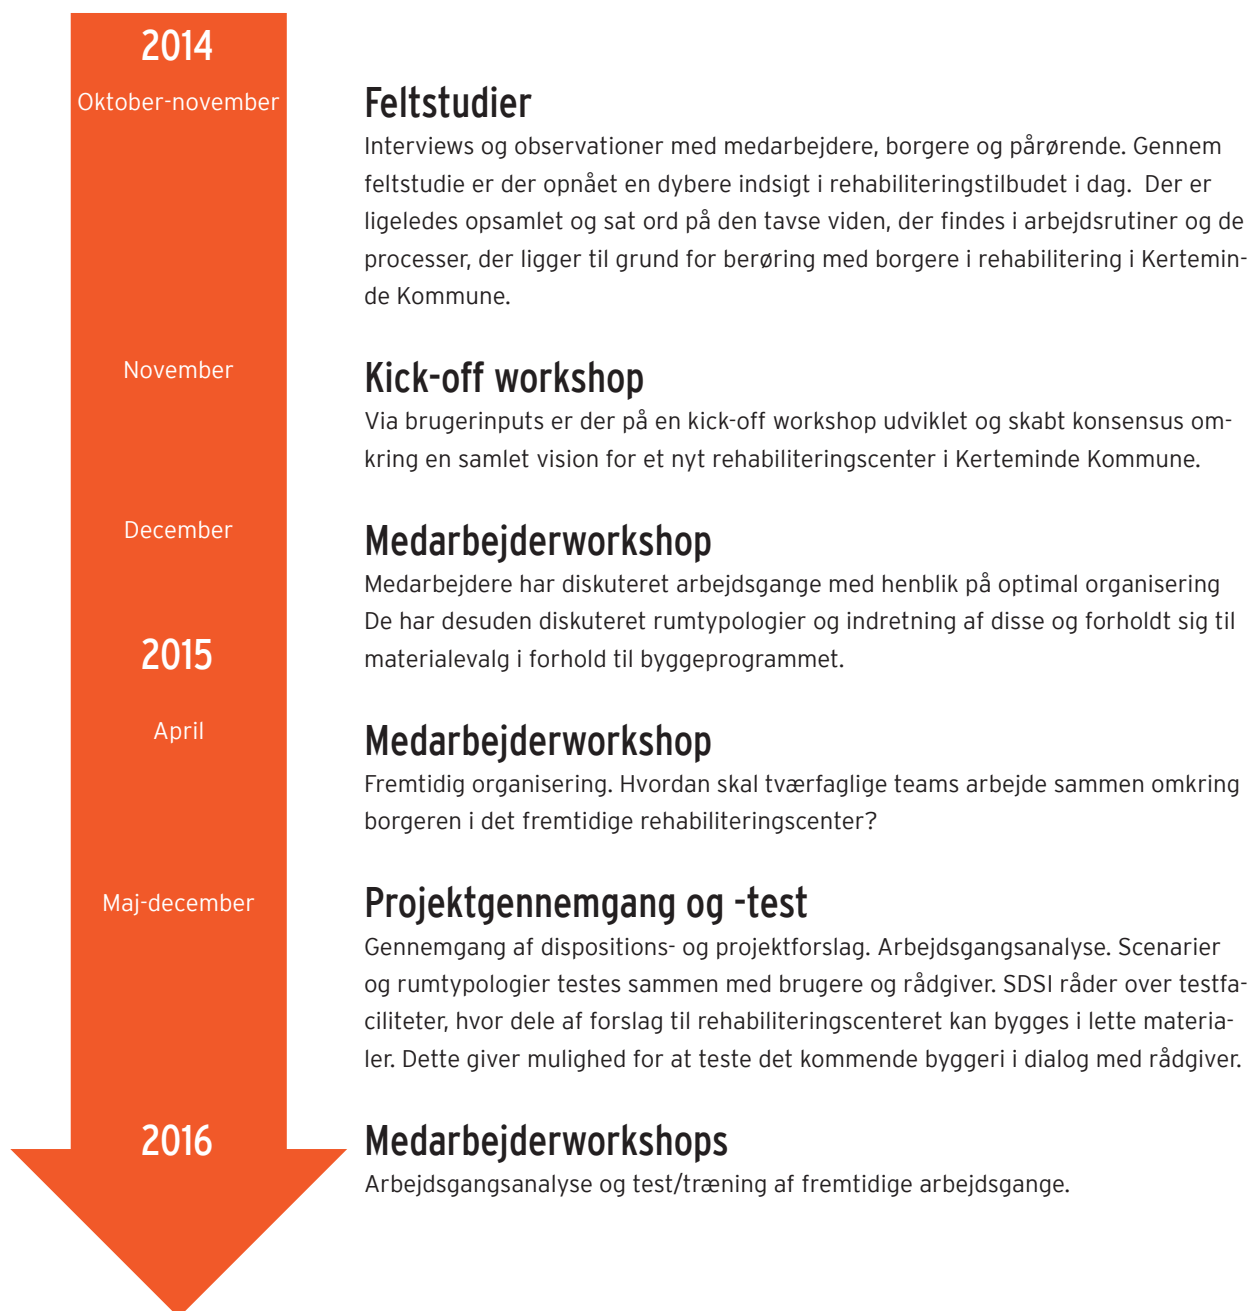 2014
Oktober-november
Feltstudier
Interviews og observationer med medarbejdere, borgere og pårørende. Gennem
feltstudie er der opnået en dybere indsigt i rehabiliteringstilbudet i dag.  Der er
ligeledes opsamlet og sat ord på den tavse viden, der findes i arbejdsrutiner og de
processer, der ligger til grund for berøring med borgere i rehabilitering i Kertemin-
de Kommune.
November
Kick-off workshop
Via brugerinputs er der på en kick-off workshop udviklet og skabt konsensus om-
kring en samlet vision for et nyt rehabiliteringscenter i Kerteminde Kommune.
December
Medarbejderworkshop
Medarbejdere har diskuteret arbejdsgange med henblik på optimal organisering
De har desuden diskuteret rumtypologier og indretning af disse og forholdt sig til
materialevalg i forhold til byggeprogrammet.
2015
April
Medarbejderworkshop
Fremtidig organisering. Hvordan skal tværfaglige teams arbejde sammen omkring
borgeren i det fremtidige rehabiliteringscenter?
Maj-december
Projektgennemgang og -test
Gennemgang af dispositions- og projektforslag. Arbejdsgangsanalyse. Scenarier
og rumtypologier testes sammen med brugere og rådgiver. SDSI råder over testfa-
ciliteter, hvor dele af forslag til rehabiliteringscenteret kan bygges i lette materia-
ler. Dette giver mulighed for at teste det kommende byggeri i dialog med rådgiver.
2016
Medarbejderworkshops
Arbejdsgangsanalyse og test/træning af fremtidige arbejdsgange.